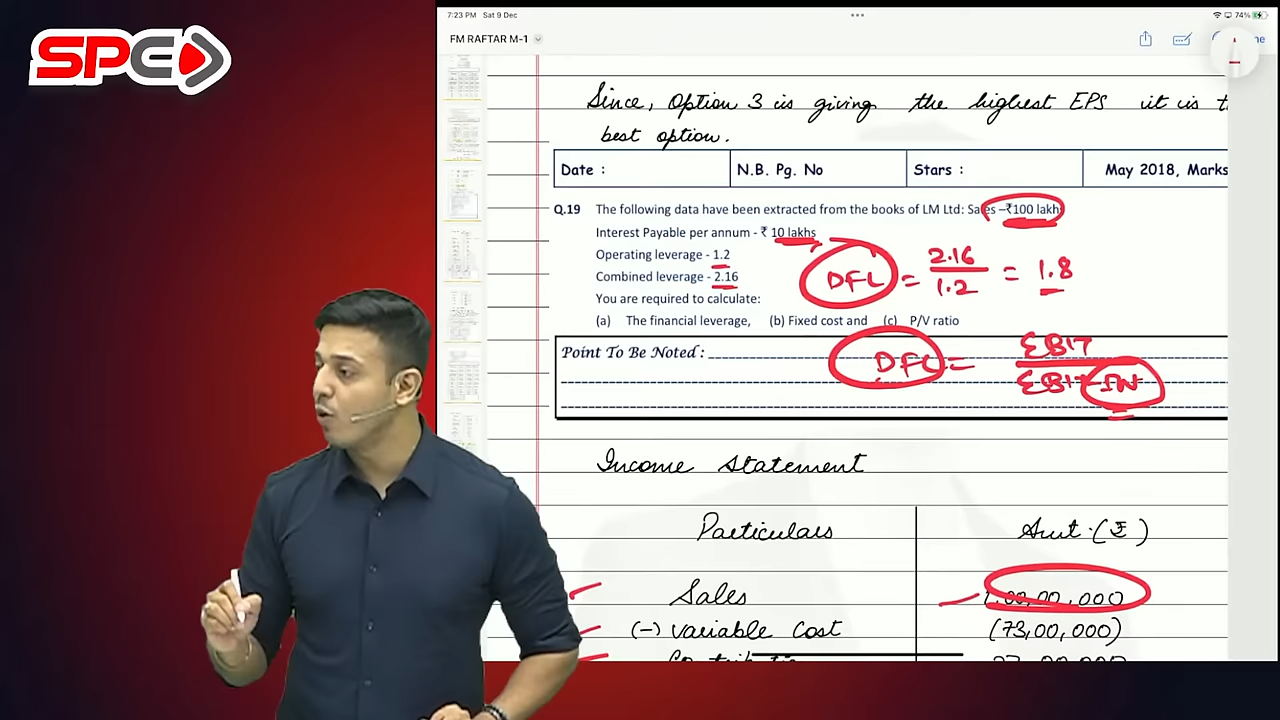 SPC
7:23 PM Sat 9 Dec
74%
FM RAFTAR M-1
Since, Option 3 is giving the highest EPS it is
best option.
Date : N.B. Pg. No Stars : May 2018, Marks
Q.19 The following data have been extracted from the books of LM Ltd: Sales –₹100 lakh
Interest Payable per annum - ₹ 10 lakhs
Operating leverage - 1.2
Combined leverage - 2.16
DFL = 2.16 / 1.2 = 1.8
You are required to calculate:
(a) financial leverage, (b) Fixed cost and P/V ratio
Point To Be Noted :
DFL = EBIT / EBIT - INT
Income Statement
Particulars Amt. (₹)
Sales 1,00,00,000
(-) Variable Cost (73,00,000)